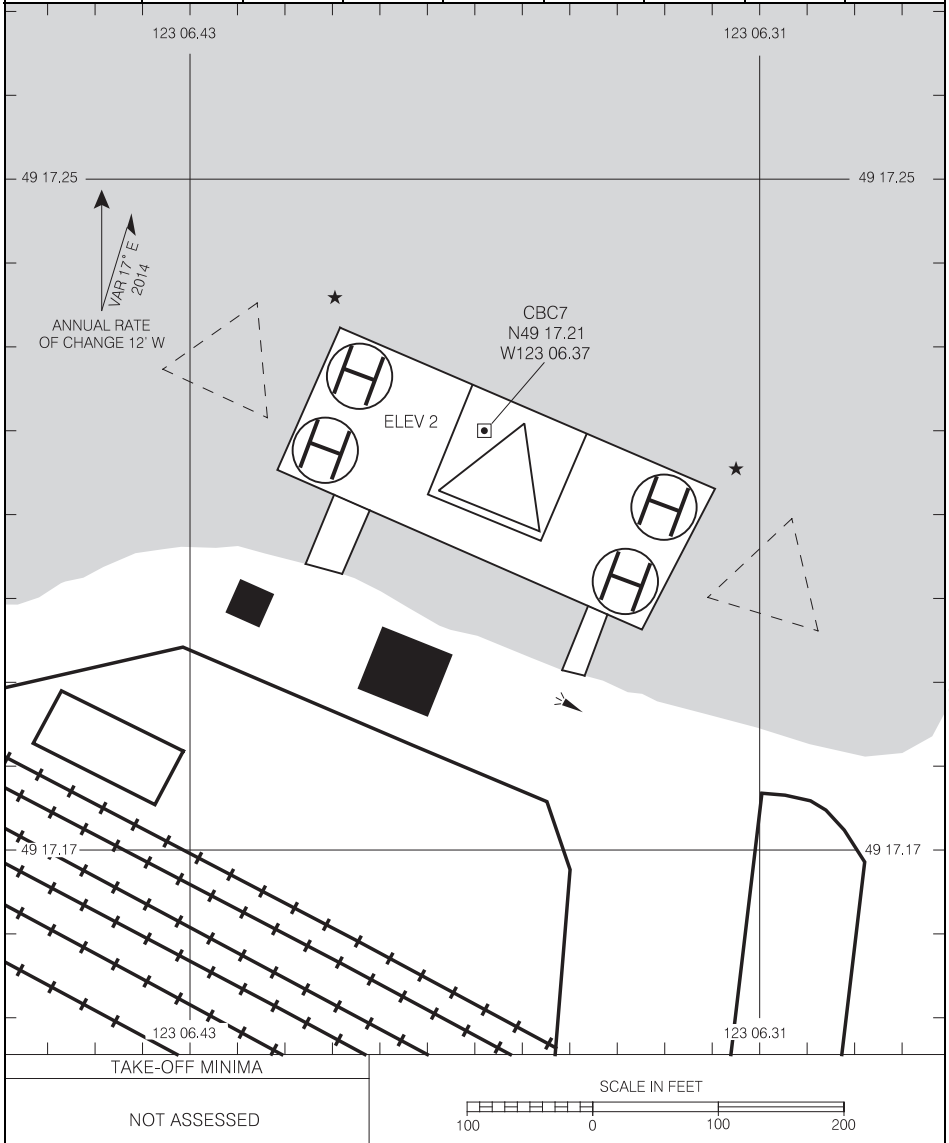 123 06.43
123 06.31
49 17.25
49 17.25
VAR 17° E
2014
ANNUAL RATE
OF CHANGE 12' W
CBC7
N49 17.21
W123 06.37
ELEV 2
H
H
H
H
49 17.17
49 17.17
123 06.43
123 06.31
TAKE-OFF MINIMA
NOT ASSESSED
SCALE IN FEET
100 0 100 200